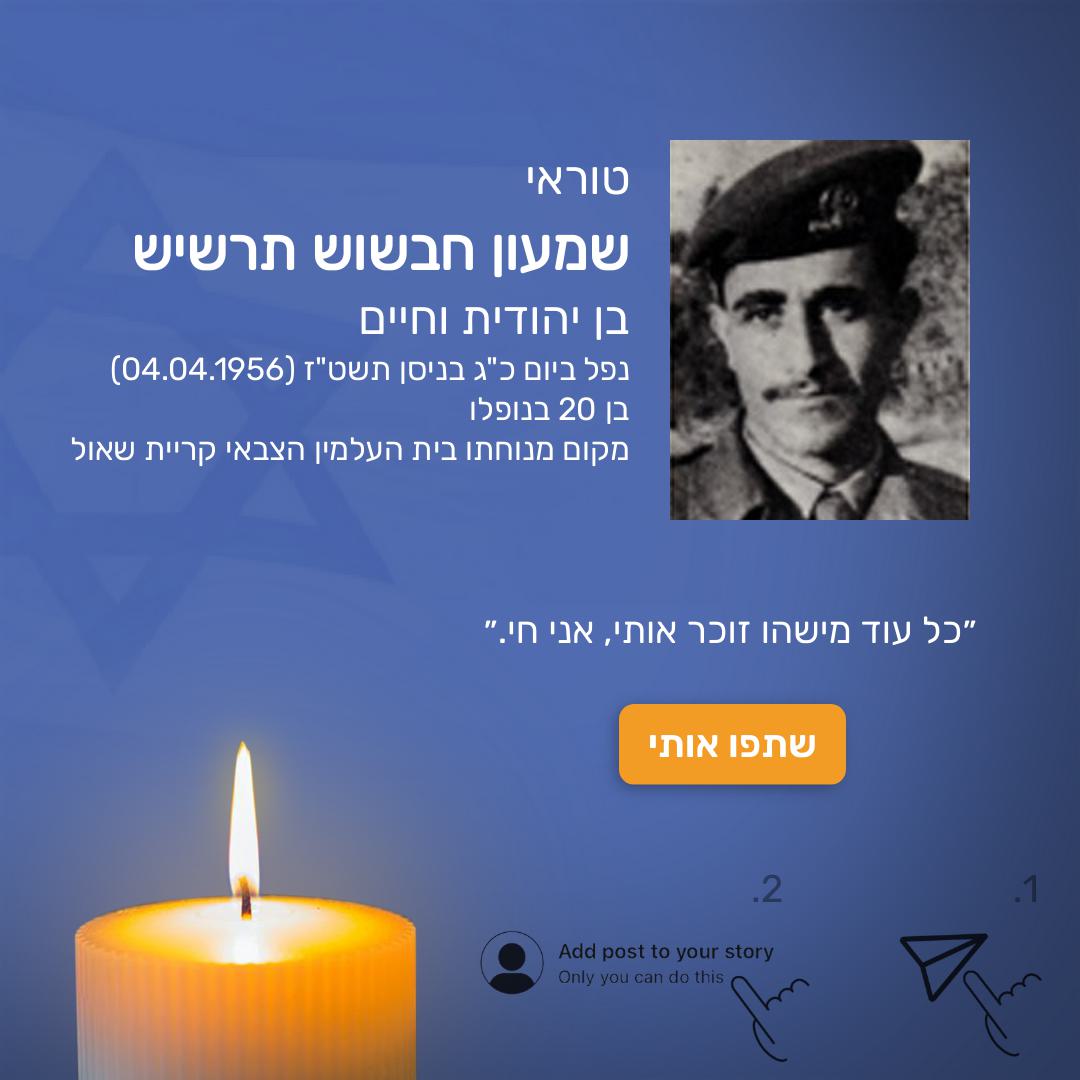 טוראי
שמעון חבשוש תרשיש
בן יהודית וחיים
נפל ביום כ"ג בניסן תשט"ז (04.04.1956)
בן 20 בנופלו
מקום מנוחתו בית העלמין הצבאי קריית שאול
״כל עוד מישהו זוכר אותי, אני חי.״
שתפו אותי
1.
2.
Add post to your story
Only you can do this